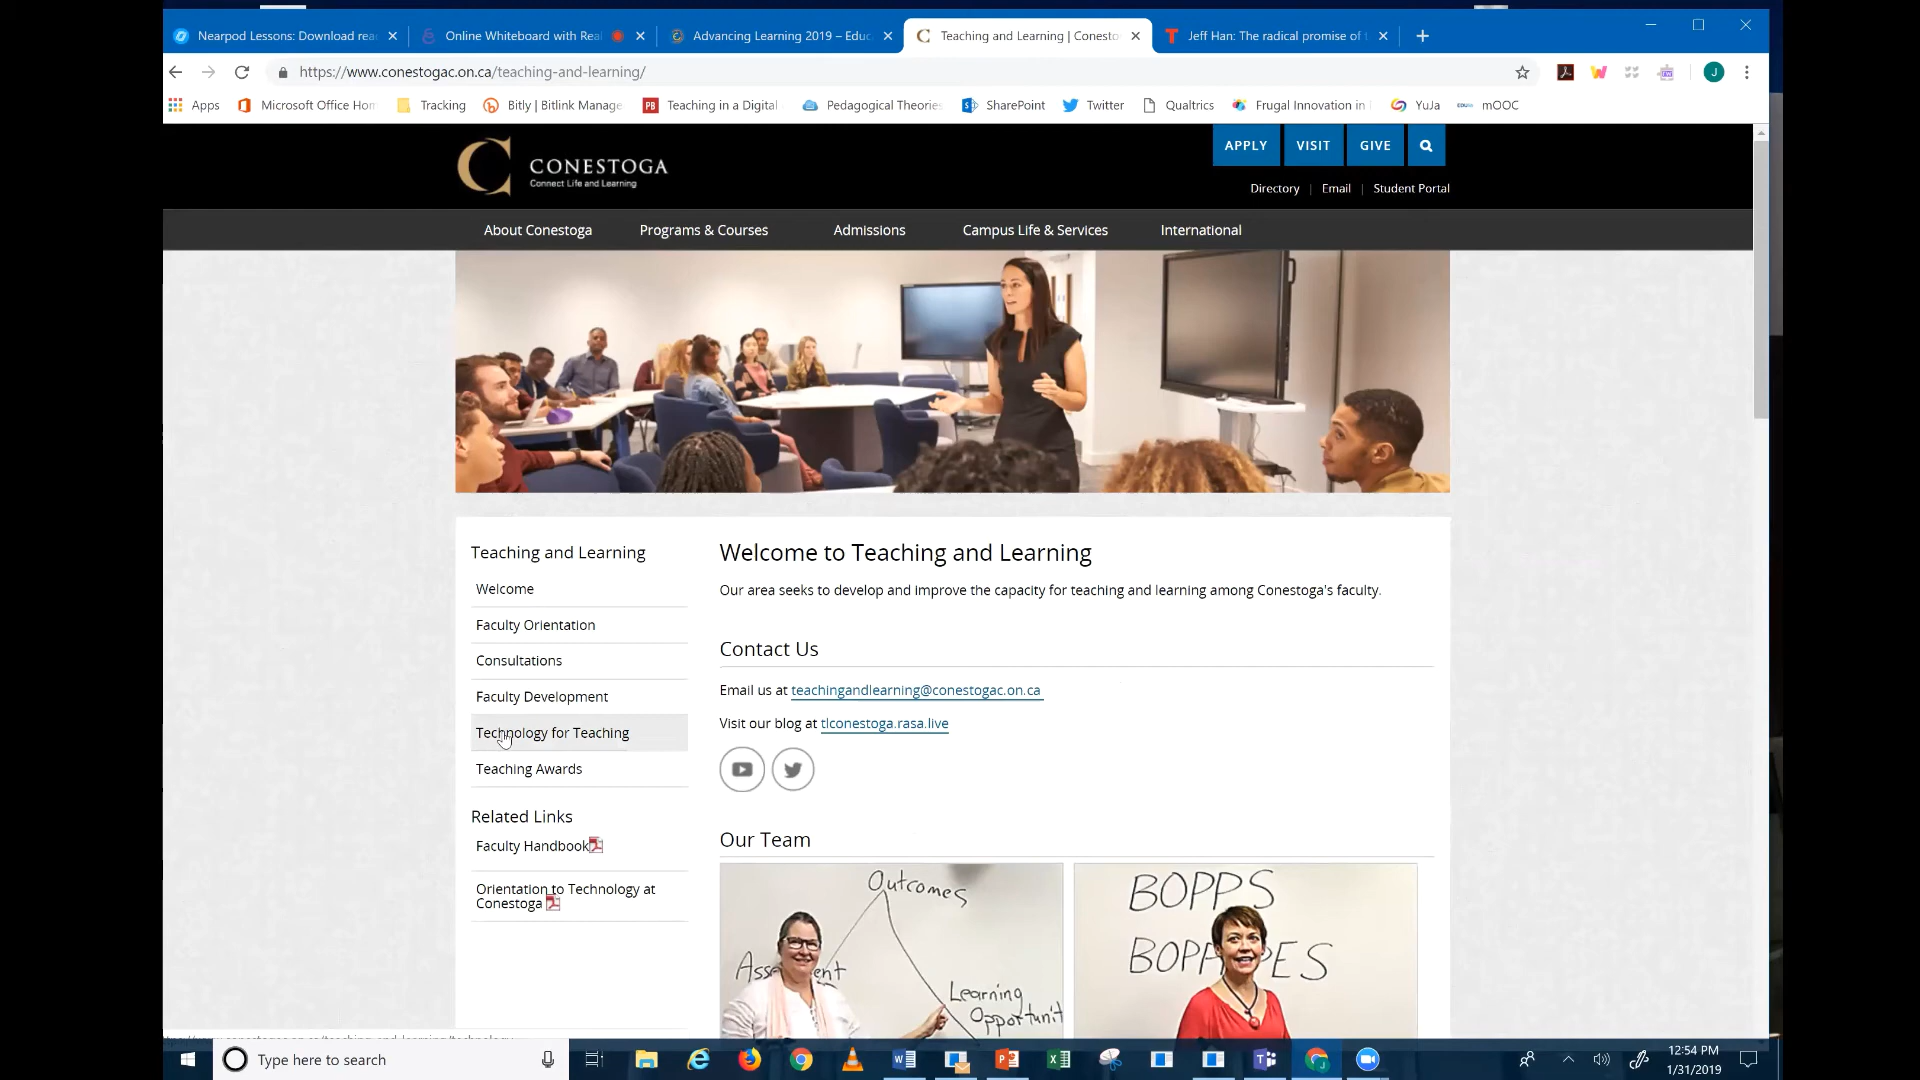 Nearpod Lessons: Download rea
Online Whiteboard with Real
Advancing Learning 2019 – Educ
Teaching and Learning | Conesto
Jeff Han: The radical promise of
https://www.conestogac.on.ca/teaching-and-learning/
J
Apps
Microsoft Office Hom
Tracking
Bitly | Bitlink Manage
PB
Teaching in a Digital
Pedagogical Theories
SharePoint
Twitter
Qualtrics
Frugal Innovation in
YuJa
mOOC
CONESTOGA
Connect Life and Learning
APPLY
VISIT
GIVE
Directory | Email | Student Portal
About Conestoga
Programs & Courses
Admissions
Campus Life & Services
International
Teaching and Learning
Welcome
Faculty Orientation
Consultations
Faculty Development
Technology for Teaching
Teaching Awards
Related Links
Faculty Handbook
Orientation to Technology at
Conestoga
Welcome to Teaching and Learning
Our area seeks to develop and improve the capacity for teaching and learning among Conestoga's faculty.
Contact Us
Email us at teachingandlearning@conestogac.on.ca
Visit our blog at tlconestoga.rasa.live
Our Team
Outcomes
Learning
Opportunit
BOPPS
Type here to search
12:54 PM
1/31/2019